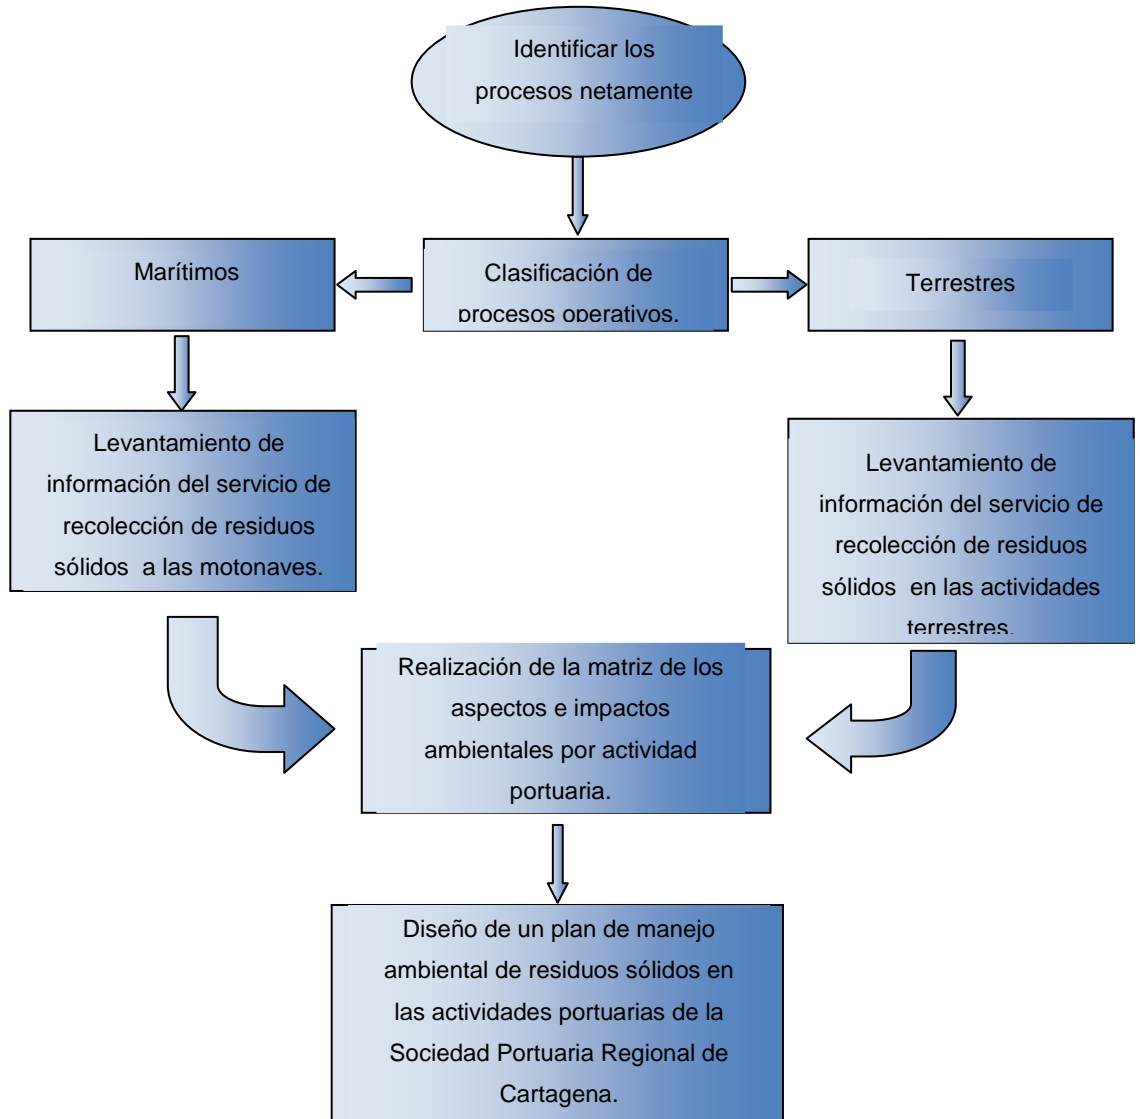 Identificar los
procesos netamente
Marítimos
Clasificación de
procesos operativos.
Terrestres
Levantamiento de
información del servicio de
recolección de residuos
sólidos a las motonaves.
Levantamiento de
información del servicio de
recolección de residuos
sólidos en las actividades
terrestres.
Realización de la matriz de los
aspectos e impactos
ambientales por actividad
portuaria.
Diseño de un plan de manejo
ambiental de residuos sólidos en
las actividades portuarias de la
Sociedad Portuaria Regional de
Cartagena.